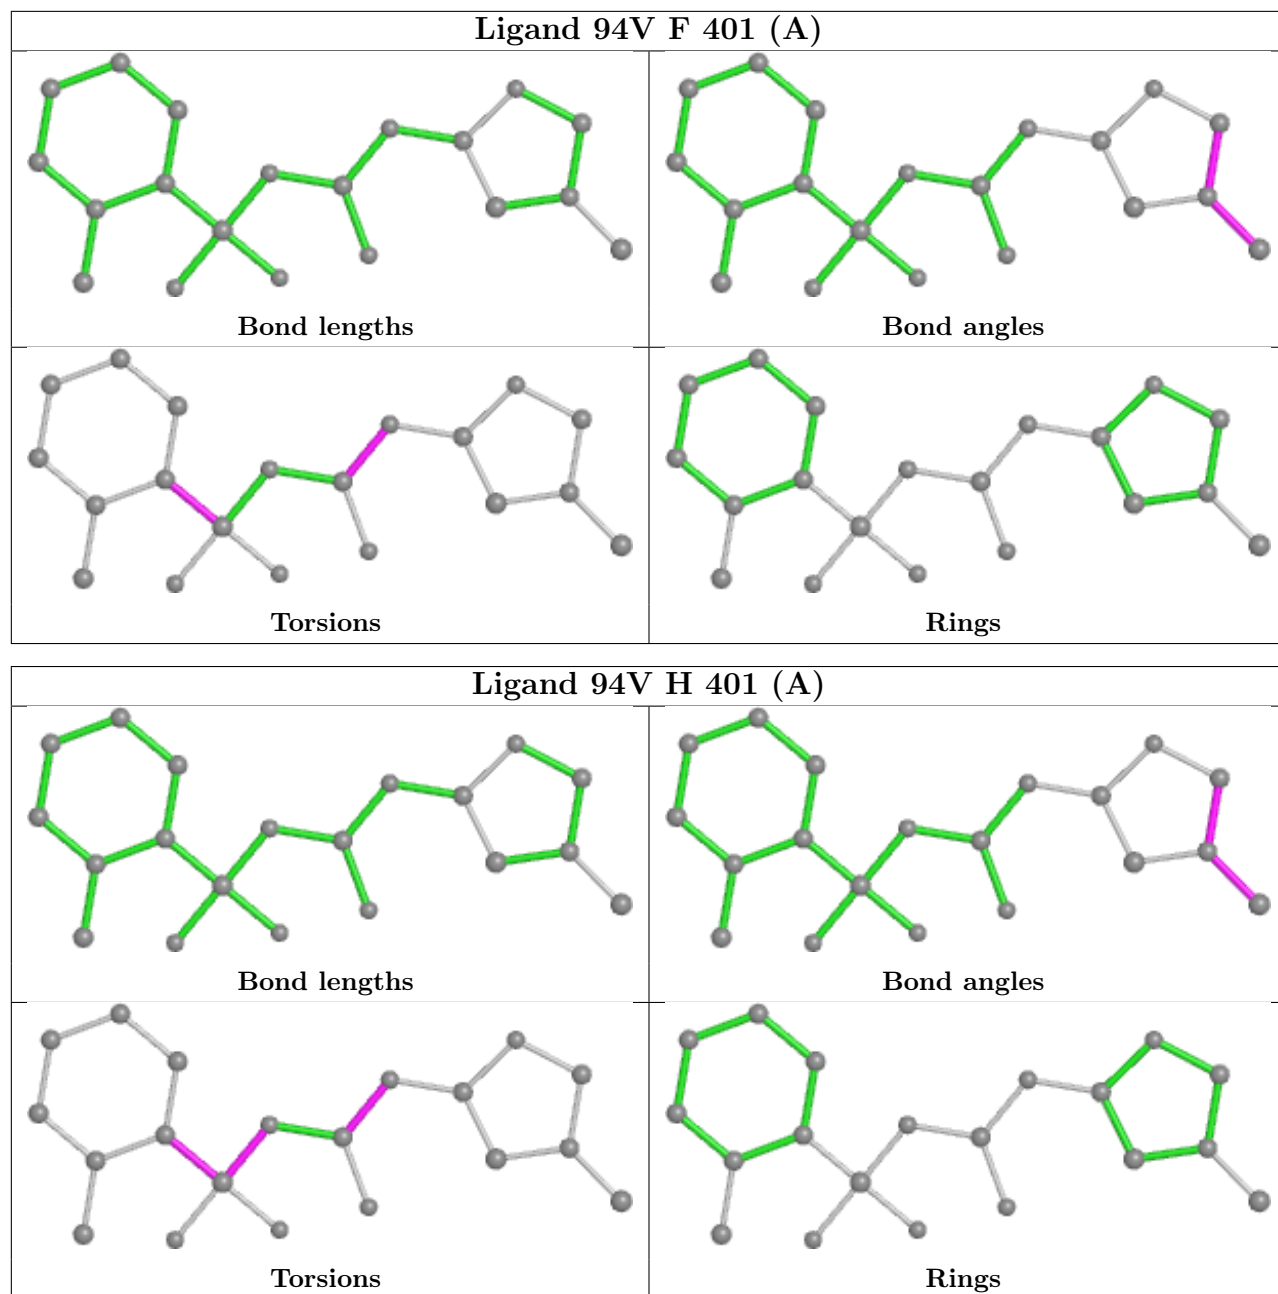 Ligand 94V F 401 (A)
Bond lengths
Bond angles
Torsions
Rings
Ligand 94V H 401 (A)
Bond lengths
Bond angles
Torsions
Rings